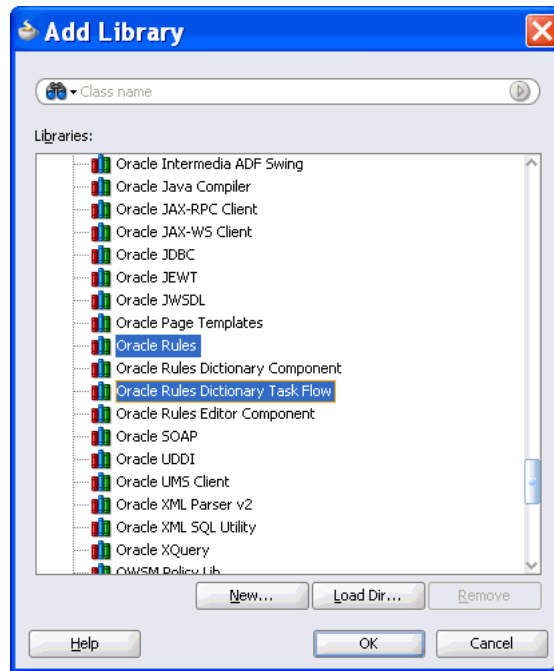 Add Library
Class name
Libraries:
Oracle Intermedia ADF Swing
Oracle Java Compiler
Oracle JAX-RPC Client
Oracle JAX-WS Client
Oracle JDBC
Oracle JEWT
Oracle JWSDL
Oracle Page Templates
Oracle Rules
Oracle Rules Dictionary Component
Oracle Rules Dictionary Task Flow
Oracle Rules Editor Component
Oracle SOAP
Oracle UDDI
Oracle UMS Client
Oracle XML Parser v2
Oracle XML SQL Utility
Oracle XQuery
OWSM Policy Lib
New... Load Dir... Remove
Help OK Cancel